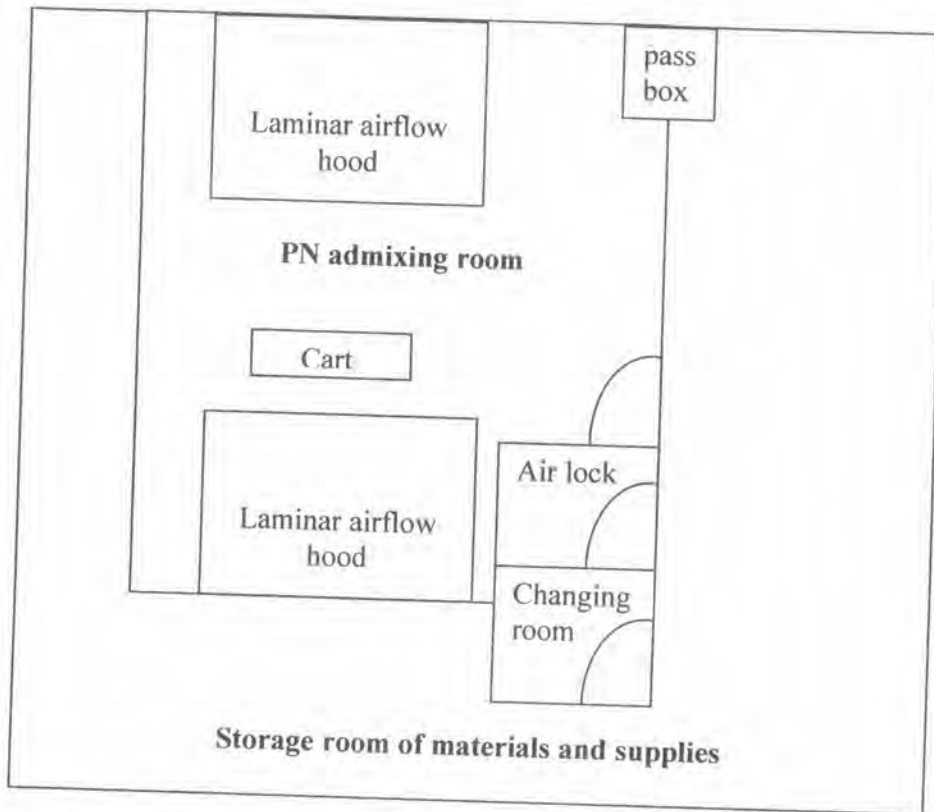 pass
box
Laminar airflow
hood
PN admixing room
Cart
Air lock
Laminar airflow
hood
Changing
room
Storage room of materials and supplies